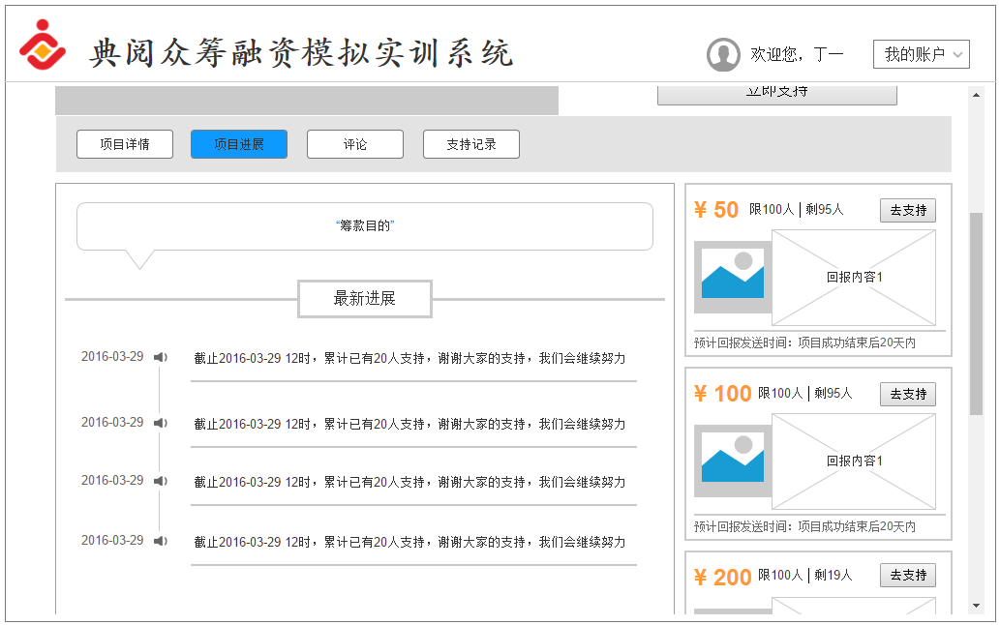 典阅众筹融资模拟实训系统
欢迎您，丁一
我的账户
立即支持
项目详情
项目进展
评论
支持记录
“筹款目的”
最新进展
2016-03-29 截止2016-03-29 12时，累计已有20人支持，谢谢大家的支持，我们会继续努力
2016-03-29 截止2016-03-29 12时，累计已有20人支持，谢谢大家的支持，我们会继续努力
2016-03-29 截止2016-03-29 12时，累计已有20人支持，谢谢大家的支持，我们会继续努力
2016-03-29 截止2016-03-29 12时，累计已有20人支持，谢谢大家的支持，我们会继续努力
¥ 50 限100人 | 剩95人 去支持
回报内容1
预计回报发送时间：项目成功结束后20天内
¥ 100 限100人 | 剩95人 去支持
回报内容1
预计回报发送时间：项目成功结束后20天内
¥ 200 限100人 | 剩19人 去支持